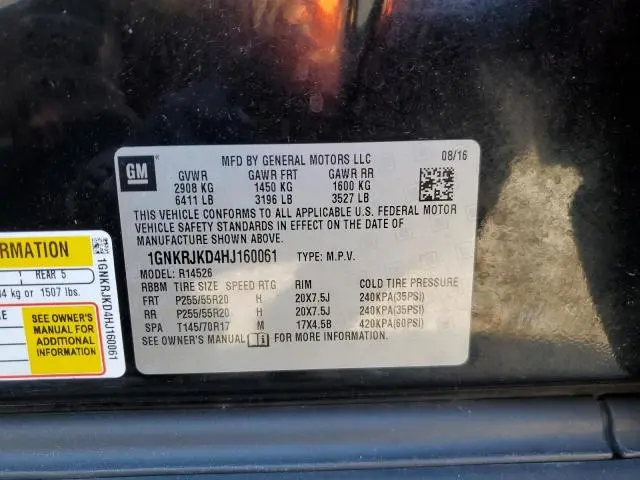 GM
MFD BY GENERAL MOTORS LLC 08/16
GVWR GAWR FRT GAWR RR
2908 KG 1450 KG 1600 KG
6411 LB 3196 LB 3527 LB
THIS VEHICLE CONFORMS TO ALL APPLICABLE U.S. FEDERAL MOTOR
VEHICLE SAFETY STANDARDS IN EFFECT ON THE DATE OF
MANUFACTURE SHOWN ABOVE.
1GNKRJKD4HJ160061 TYPE: M.P.V.
MODEL: R14526
RBBM TIRE SIZE SPEED RTG RIM COLD TIRE PRESSURE
FRT P255/55R20 H 20X7.5J 240KPA(35PSI)
RR P255/55R20 H 20X7.5J 240KPA(35PSI)
SPA T145/70R17 M 17X4.5B 420KPA(60PSI)
SEE OWNER'S MANUAL FOR MORE INFORMATION.
FORMATION
1 REAR 5
4 kg or 1507 lbs.
SEE OWNER'S
MANUAL FOR
ADDITIONAL
INFORMATION
1GNKRJKD4HJ160061